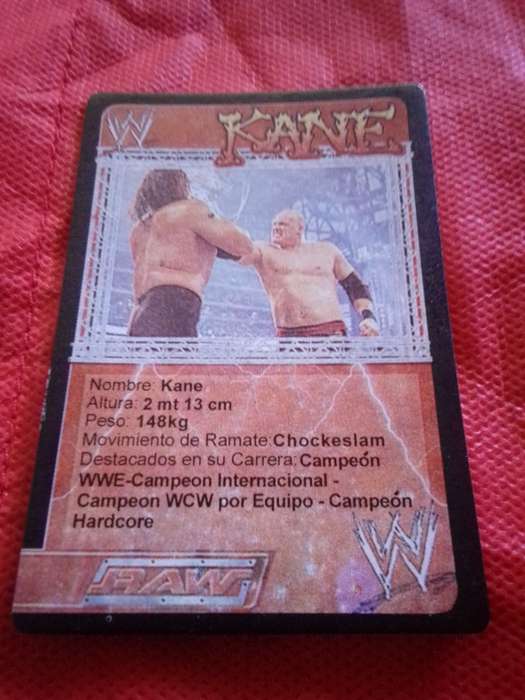 W KANE
Nombre: Kane
Altura: 2 mt 13 cm
Peso: 148kg
Movimiento de Ramate:Chockeslam
Destacados en su Carrera: Campeón
WWE-Campeon Internacional -
Campeon WCW por Equipo - Campeón
Hardcore
RAW W